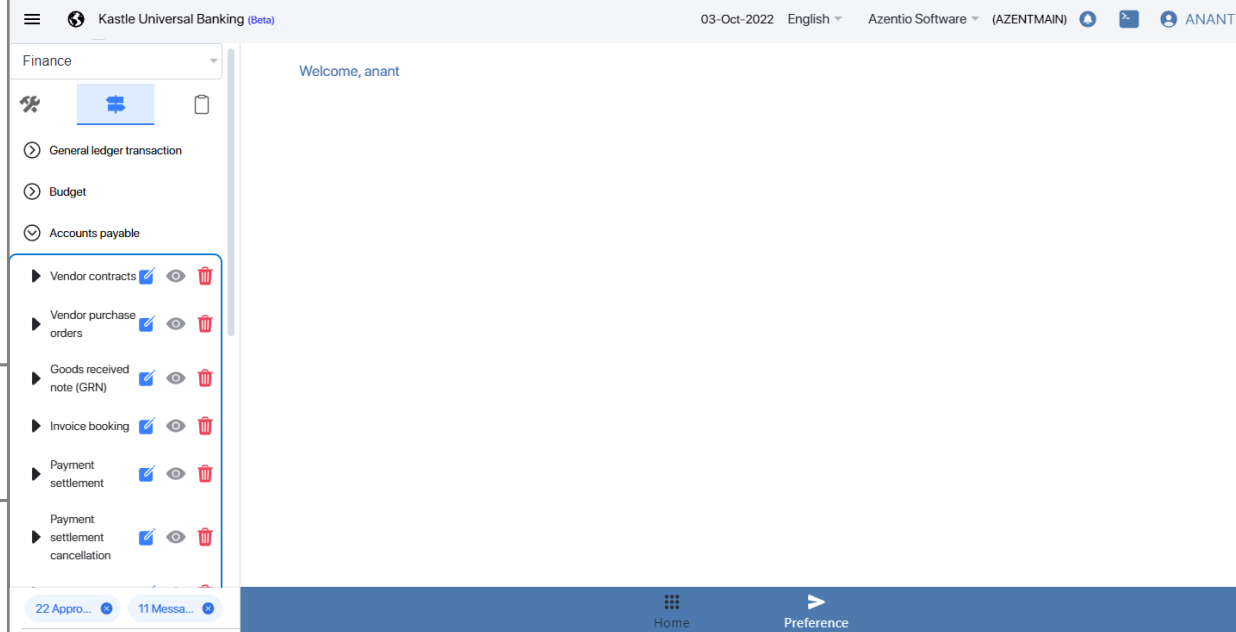 Kastle Universal Banking (Beta)
03-Oct-2022 English Azentio Software (AZENTMAIN) ANANT
Finance
Welcome, anant
General ledger transaction
Budget
Accounts payable
Vendor contracts
Vendor purchase
orders
Goods received
note (GRN)
Invoice booking
Payment
settlement
Payment
settlement
cancellation
22 Appro...
11 Messa...
Home
Preference